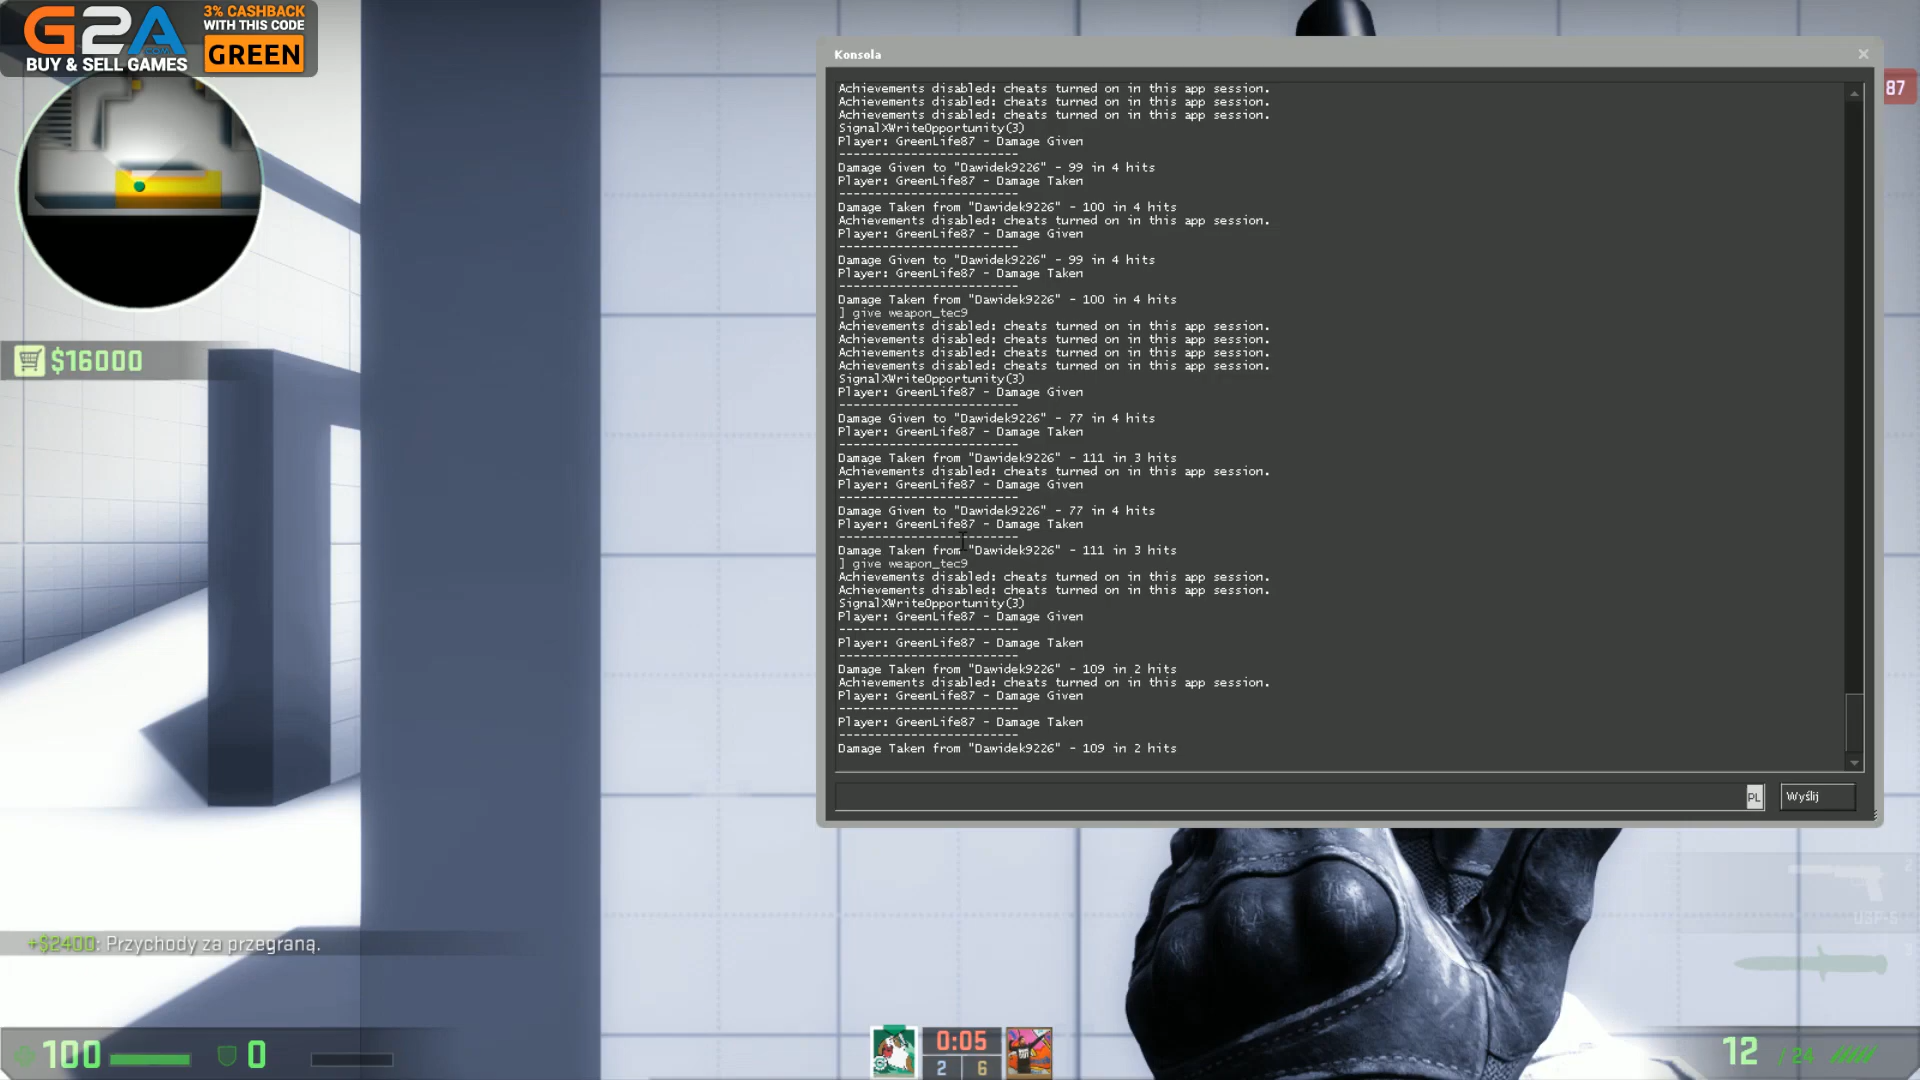 G2A
.COM
BUY & SELL GAMES
3% CASHBACK
WITH THIS CODE
GREEN
$16000
+$2400: Przychody za przegraną.
100
0
Konsola
Achievements disabled: cheats turned on in this app session.
Achievements disabled: cheats turned on in this app session.
Achievements disabled: cheats turned on in this app session.
SignalXWriteOpportunity(3)
Player: GreenLife87 - Damage Given
-------------------------
Damage Given to "Dawidek9226" - 99 in 4 hits
Player: GreenLife87 - Damage Taken
-------------------------
Damage Taken from "Dawidek9226" - 100 in 4 hits
Achievements disabled: cheats turned on in this app session.
Player: GreenLife87 - Damage Given
-------------------------
Damage Given to "Dawidek9226" - 99 in 4 hits
Player: GreenLife87 - Damage Taken
-------------------------
Damage Taken from "Dawidek9226" - 100 in 4 hits
] give weapon_tec9
Achievements disabled: cheats turned on in this app session.
Achievements disabled: cheats turned on in this app session.
Achievements disabled: cheats turned on in this app session.
Achievements disabled: cheats turned on in this app session.
SignalXWriteOpportunity(3)
Player: GreenLife87 - Damage Given
-------------------------
Damage Given to "Dawidek9226" - 77 in 4 hits
Player: GreenLife87 - Damage Taken
-------------------------
Damage Taken from "Dawidek9226" - 111 in 3 hits
Achievements disabled: cheats turned on in this app session.
Player: GreenLife87 - Damage Given
-------------------------
Damage Given to "Dawidek9226" - 77 in 4 hits
Player: GreenLife87 - Damage Taken
-------------------------
Damage Taken from "Dawidek9226" - 111 in 3 hits
] give weapon_tec9
Achievements disabled: cheats turned on in this app session.
Achievements disabled: cheats turned on in this app session.
SignalXWriteOpportunity(3)
Player: GreenLife87 - Damage Given
-------------------------
Player: GreenLife87 - Damage Taken
-------------------------
Damage Taken from "Dawidek9226" - 109 in 2 hits
Achievements disabled: cheats turned on in this app session.
Player: GreenLife87 - Damage Given
-------------------------
Player: GreenLife87 - Damage Taken
-------------------------
Damage Taken from "Dawidek9226" - 109 in 2 hits
PL
Wyślij
87
0:05
2 6
12 / 24